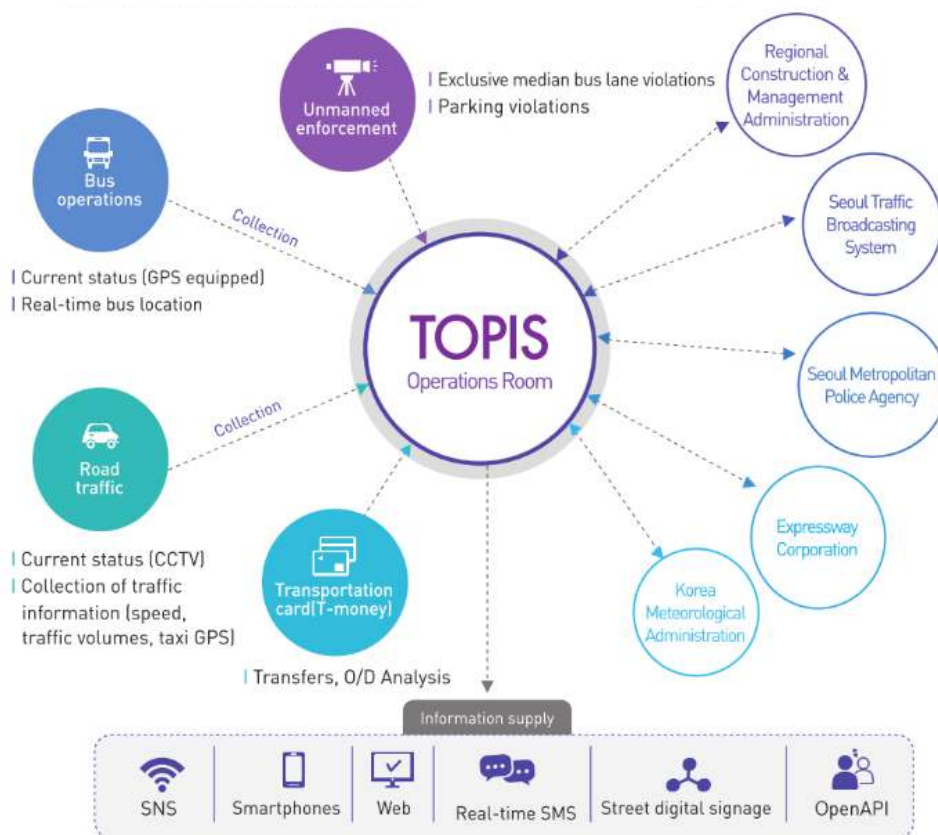 Unmanned
enforcement
Exclusive median bus lane violations
Parking violations
Regional
Construction &
Management
Administration
Bus
operations
Collection
Current status (GPS equipped)
Real-time bus location
Seoul Traffic
Broadcasting
System
TOPIS
Operations Room
Seoul Metropolitan
Police Agency
Road
traffic
Collection
Current status (CCTV)
Collection of traffic
information (speed,
traffic volumes, taxi GPS)
Transportation
card(T-money)
Transfers, O/D Analysis
Expressway
Corporation
Korea
Meteorological
Administration
Information supply
SNS
Smartphones
Web
Real-time SMS
Street digital signage
OpenAPI